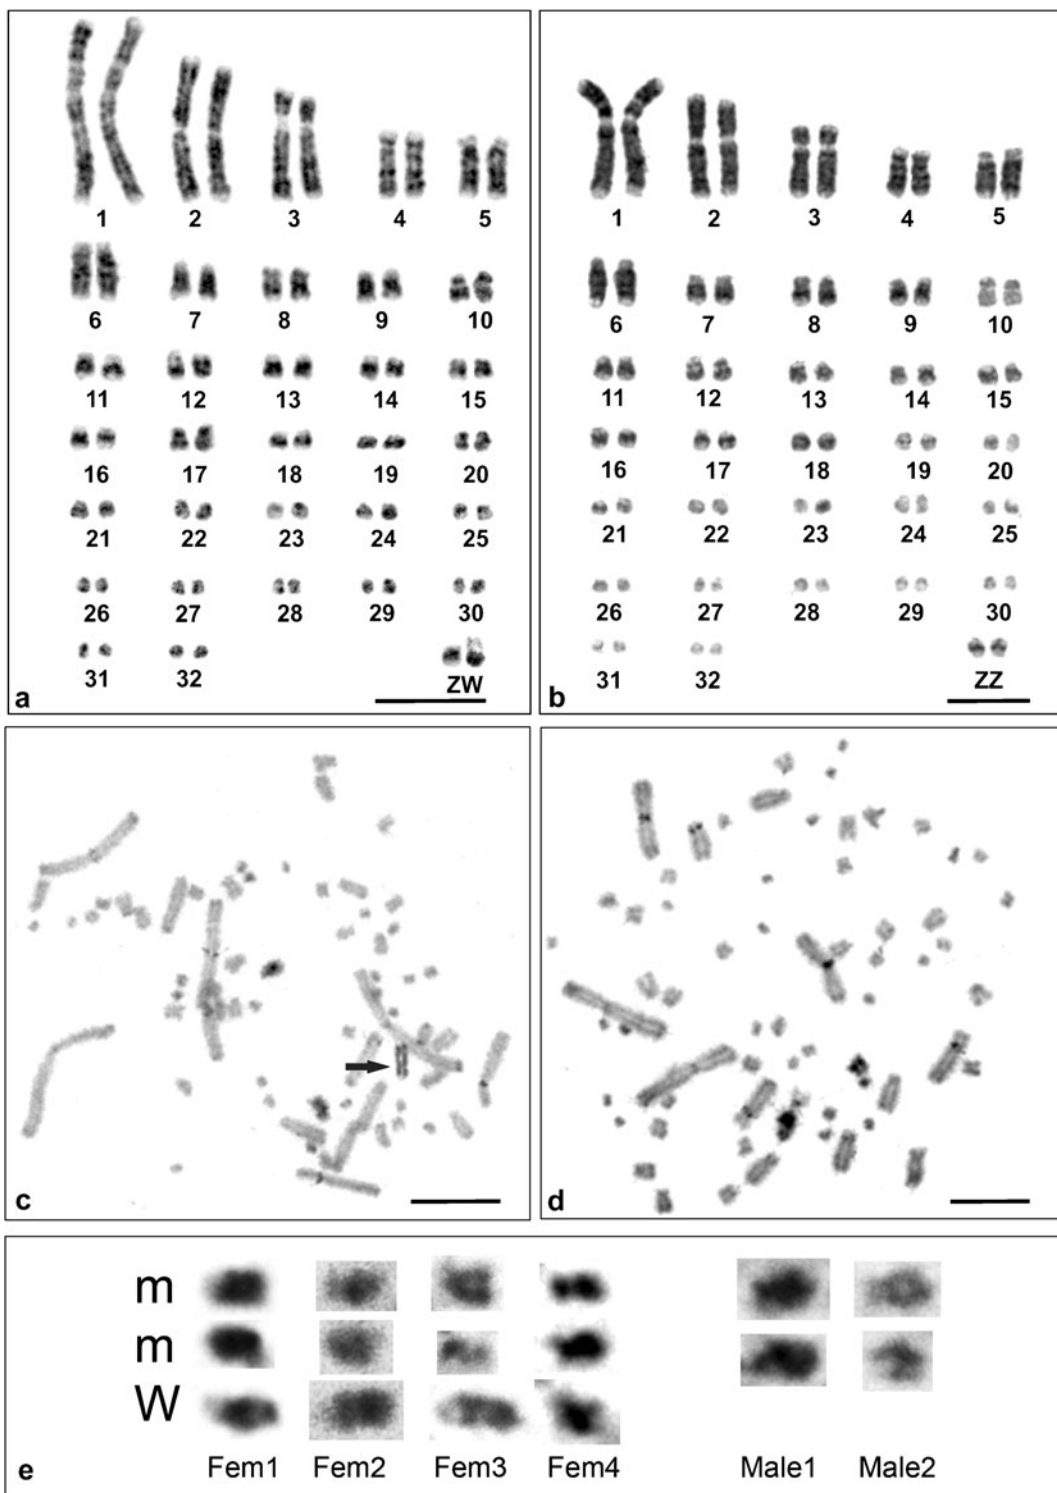 1 2 3 4 5
6 7 8 9 10
11 12 13 14 15
16 17 18 19 20
21 22 23 24 25
26 27 28 29 30
31 32 ZW
a
1 2 3 4 5
6 7 8 9 10
11 12 13 14 15
16 17 18 19 20
21 22 23 24 25
26 27 28 29 30
31 32 ZZ
b
c
d
m
m
W
Fem1 Fem2 Fem3 Fem4 Male1 Male2
e